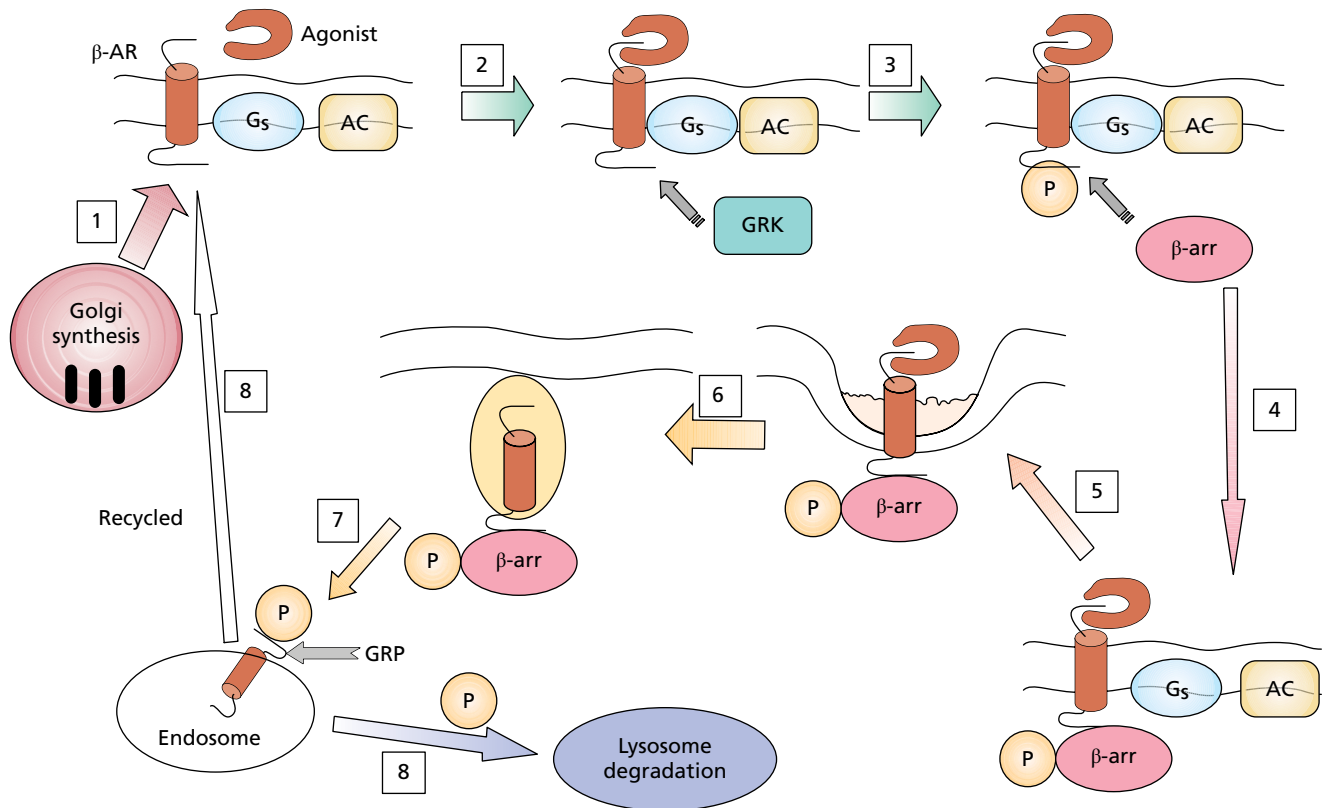 β-AR
Agonist
Gs
AC
2
Gs
AC
GRK
3
Gs
AC
P
β-arr
1
Golgi
synthesis
8
Recycled
4
5
β-arr
P
6
7
P
β-arr
P
GRP
Endosome
P
8
Lysosome
degradation
Gs
AC
P
β-arr